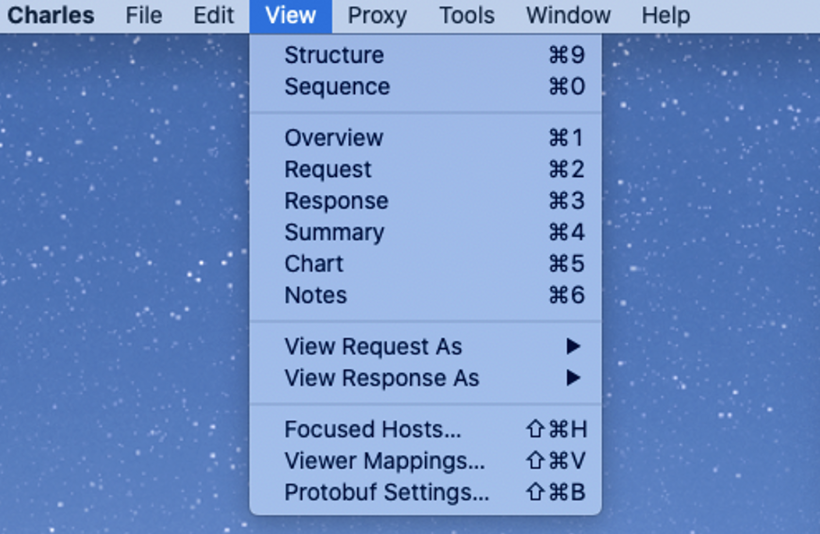 Charles File Edit View Proxy Tools Window Help
Structure ⌘9
Sequence ⌘0
Overview ⌘1
Request ⌘2
Response ⌘3
Summary ⌘4
Chart ⌘5
Notes ⌘6
View Request As ▶
View Response As ▶
Focused Hosts... ⇧⌘H
Viewer Mappings... ⇧⌘V
Protobuf Settings... ⇧⌘B